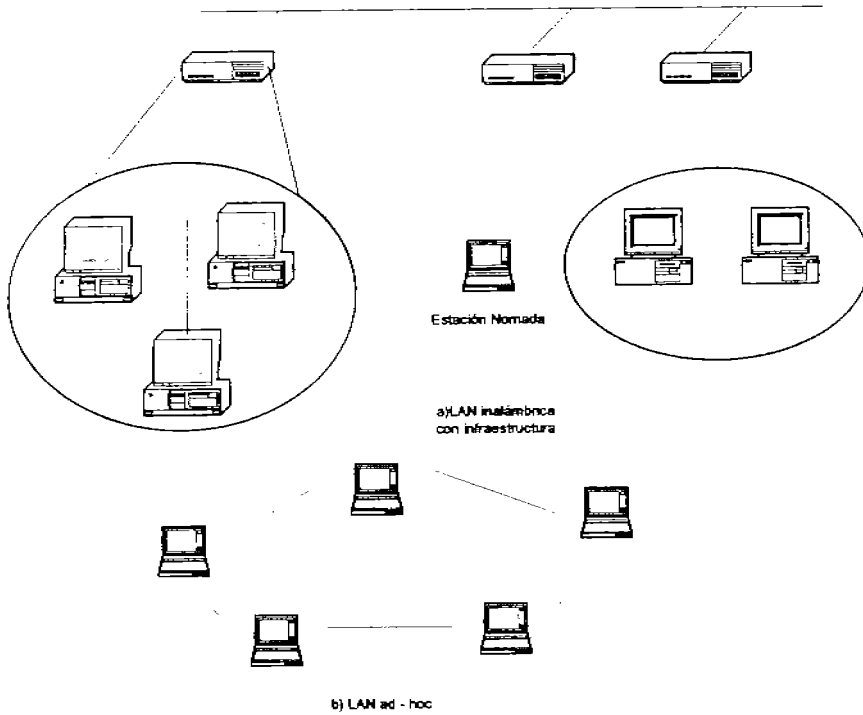 Estación Nomada
a)LAN inalámbrica
con infraestructura
b) LAN ad - hoc